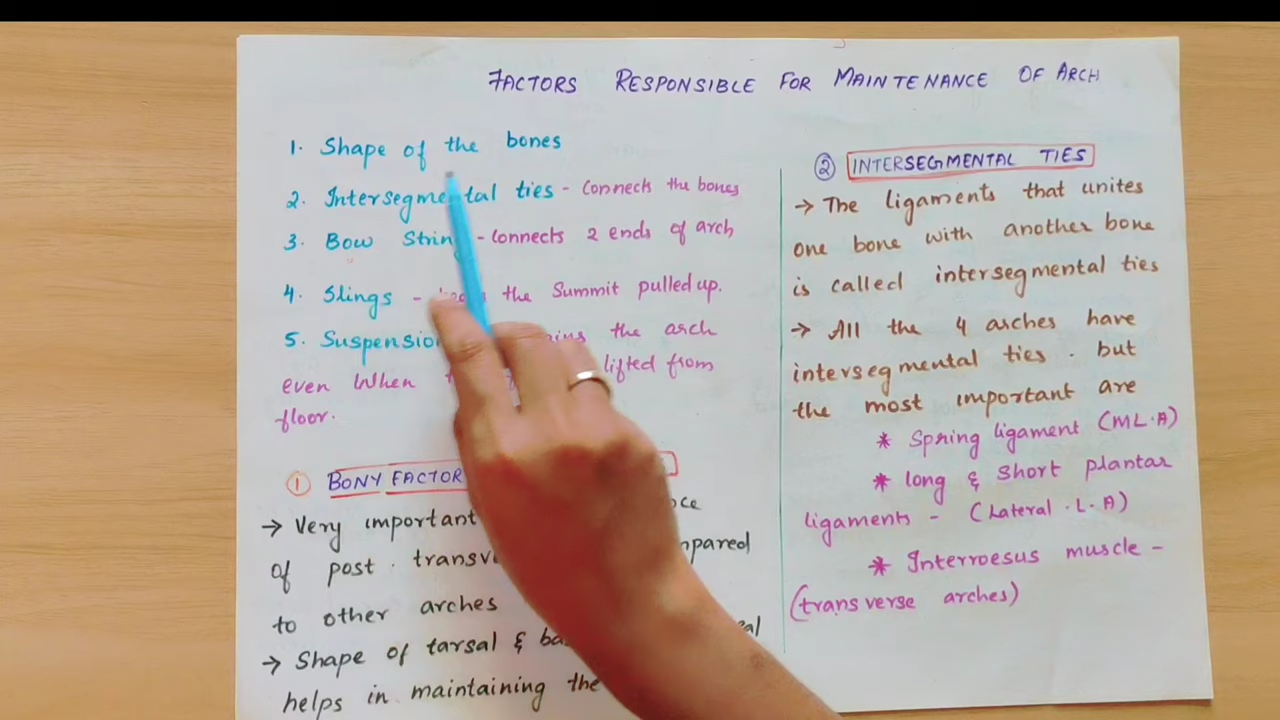 FACTORS RESPONSIBLE FOR MAINTENANCE OF ARCH
1. Shape of the bones
2. Intersegmental ties - Connects the bones
3. Bow String - Connects 2 ends of arch
4. Slings - the Summit pulled up.
5. Suspension the arch
even When lifted from
floor.
① BONY FACTOR
→ Very important
of post. mpared
to other arches
→ Shape of tarsal &
helps in maintaining the
② INTERSEGMENTAL TIES
→ The ligaments that unites
one bone with another bone
is called intersegmental ties
→ All the 4 arches have
intersegmental ties. but
the most important are
* Spring ligament (ML.A)
* long & short plantar
ligaments - (Lateral.L.A)
* Interroesus muscle -
(transverse arches)